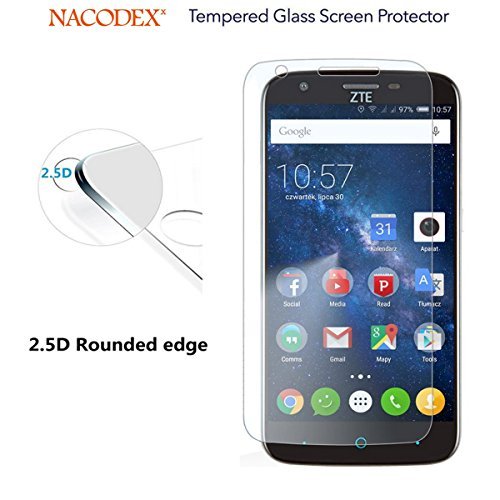 NACODEX x
Tempered Glass Screen Protector
2.5D
2.5D Rounded edge
ZTE
97% 10:57
Google
10:57
czwartek, lipca 30
31
Kalendarz
Aparat-
Social
Media
Read
Tłumacz
Comms
Gmail
Mapy
Tools